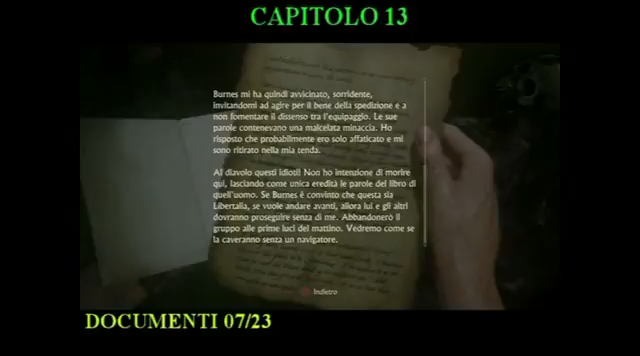 CAPITOLO 13
Burnes mi ha quindi avvicinato, sorridente,
invitandomi ad agire per il bene della spedizione e a
non fomentare il dissenso tra l'equipaggio. Le sue
parole contenevano una malcelata minaccia. Ho
risposto che probabilmente ero solo affaticato e mi
sono ritirato nella mia tenda.
Al diavolo questi idioti! Non ho intenzione di morire
qui, lasciando come unica eredità le parole del libro di
quell'uomo. Se Burnes è convinto che questa sia
Libertalia, se vuole andare avanti, allora lui e gli altri
dovranno proseguire senza di me. Abbandonerò il
gruppo alle prime luci del mattino. Vedremo come se
la caveranno senza un navigatore.
Indietro
DOCUMENTI 07/23